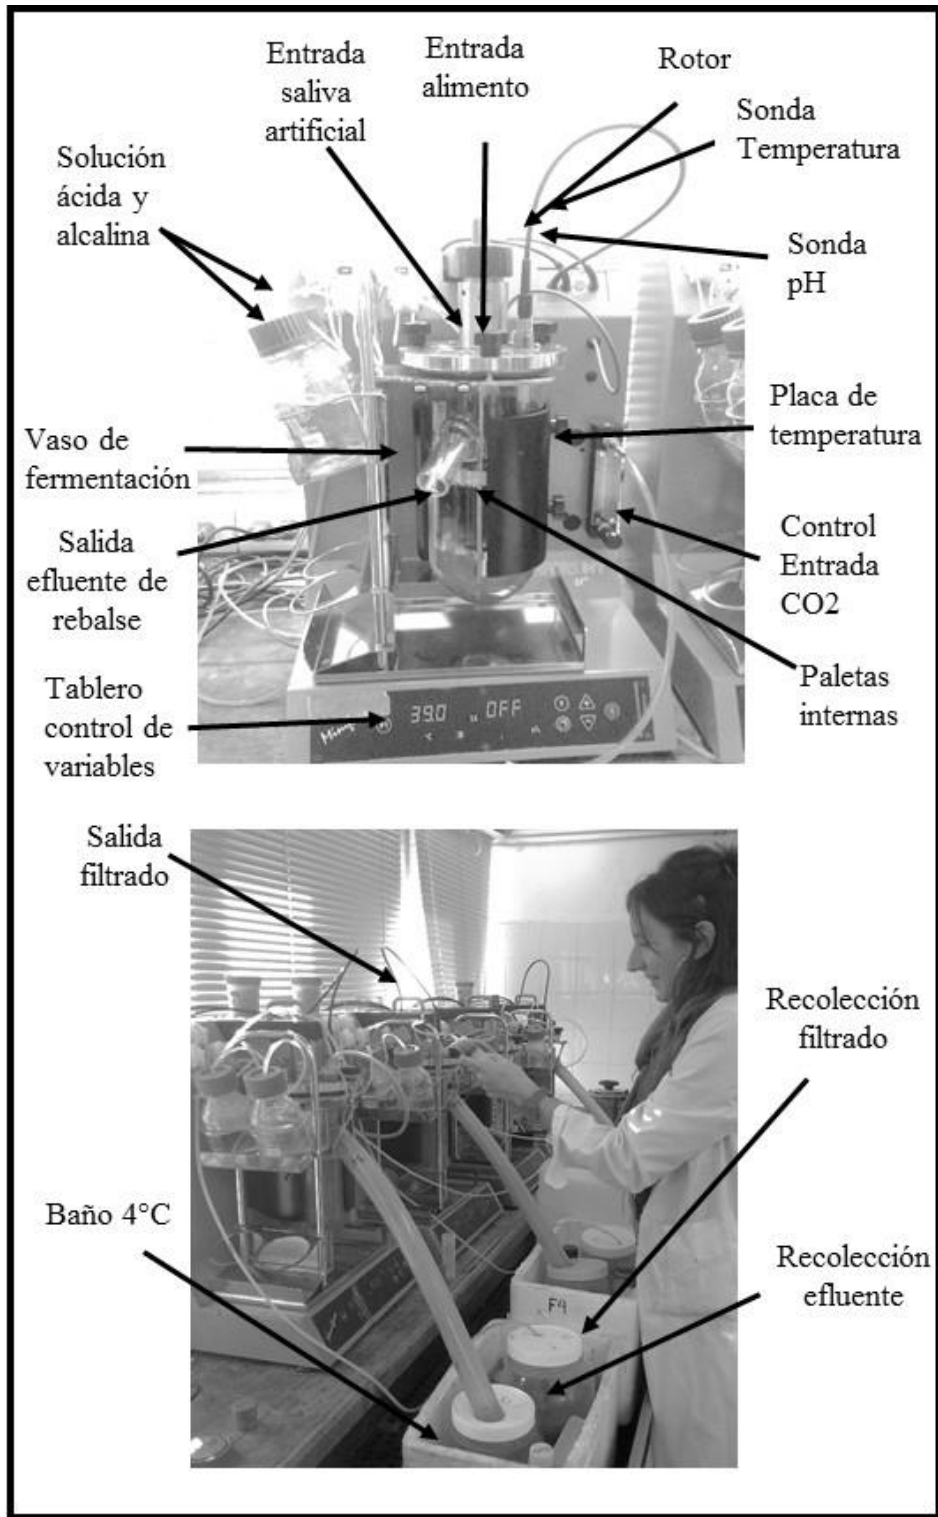 Entrada
saliva
artificial
Entrada
alimento
Rotor
Sonda
Temperatura
Solución
ácida y
alcalina
Sonda
pH
Placa de
temperatura
Vaso de
fermentación
Salida
efluente de
rebalse
Control
Entrada
CO2
Paletas
internas
Tablero
control de
variables
39.0 OFF
Salida
filtrado
Recolección
filtrado
Baño 4°C
Recolección
efluente
F4